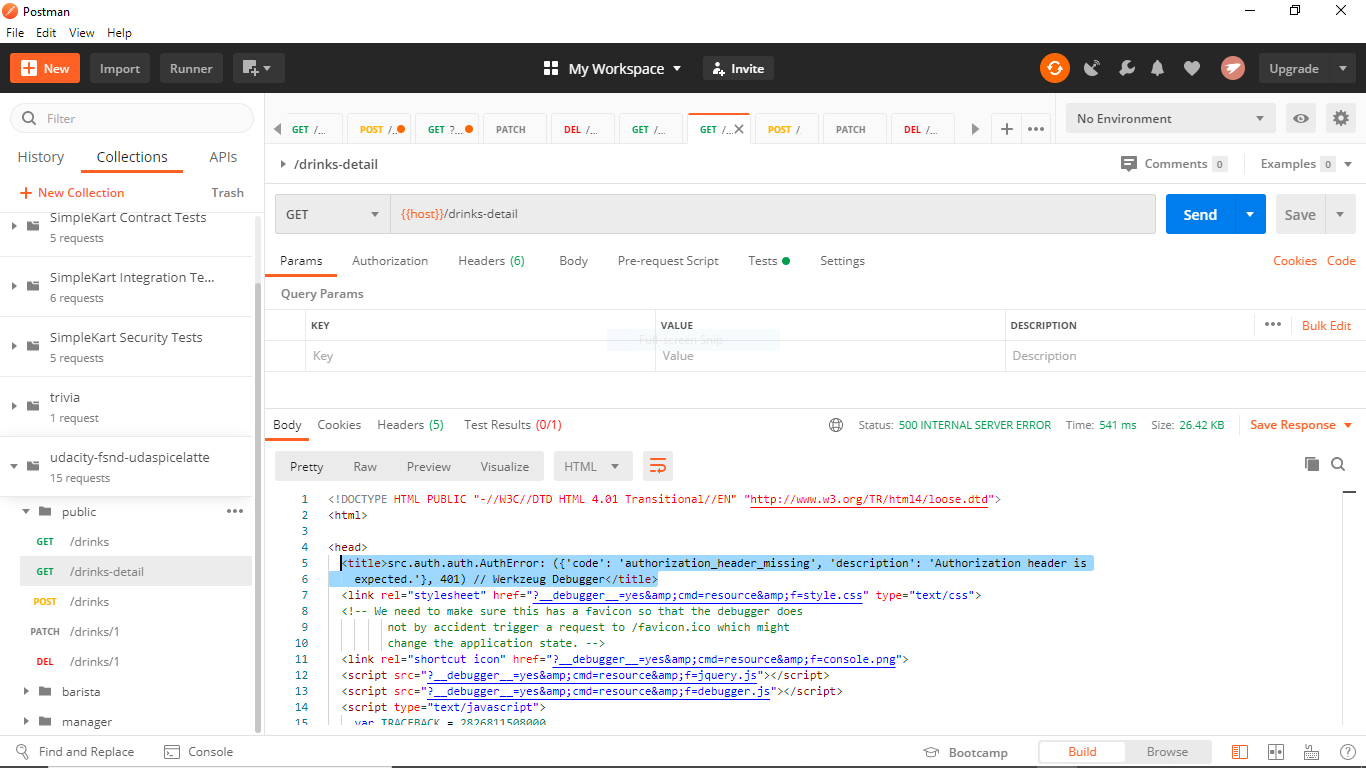 Postman
File Edit View Help
New Import Runner My Workspace Invite Upgrade
Filter
History Collections APIs
New Collection Trash
SimpleKart Contract Tests
5 requests
SimpleKart Integration Te...
6 requests
SimpleKart Security Tests
5 requests
trivia
1 request
udacity-fsnd-udaspicelatte
15 requests
public
GET /drinks
GET /drinks-detail
POST /drinks
PATCH /drinks/1
DEL /drinks/1
barista
manager
GET /... POST /.. GET ?... PATCH DEL /... GET /... GET /... POST / PATCH DEL /...
No Environment
/drinks-detail
Comments 0 Examples 0
GET {{host}}/drinks-detail Send Save
Params Authorization Headers (6) Body Pre-request Script Tests Settings Cookies Code
Query Params
KEY VALUE DESCRIPTION Bulk Edit
Full-screen Snip
Key Value Description
Body Cookies Headers (5) Test Results (0/1) Status: 500 INTERNAL SERVER ERROR Time: 541 ms Size: 26.42 KB Save Response
Pretty Raw Preview Visualize HTML
1 <!DOCTYPE HTML PUBLIC "-//W3C//DTD HTML 4.01 Transitional//EN" "http://www.w3.org/TR/html4/loose.dtd">
2 <html>
3
4 <head>
5 <title>src.auth.auth.AuthError: ({'code': 'authorization_header_missing', 'description': 'Authorization header is
6 expected.'}, 401) // Werkzeug Debugger</title>
7 <link rel="stylesheet" href="?__debugger__=yes&amp;cmd=resource&amp;f=style.css" type="text/css">
8 <!-- We need to make sure this has a favicon so that the debugger does
9 not by accident trigger a request to /favicon.ico which might
10 change the application state. -->
11 <link rel="shortcut icon" href="?__debugger__=yes&amp;cmd=resource&amp;f=console.png">
12 <script src="?__debugger__=yes&amp;cmd=resource&amp;f=jquery.js"></script>
13 <script src="?__debugger__=yes&amp;cmd=resource&amp;f=debugger.js"></script>
14 <script type="text/javascript">
15 var TRACEBACK = 2826811508000
Find and Replace Console Bootcamp Build Browse